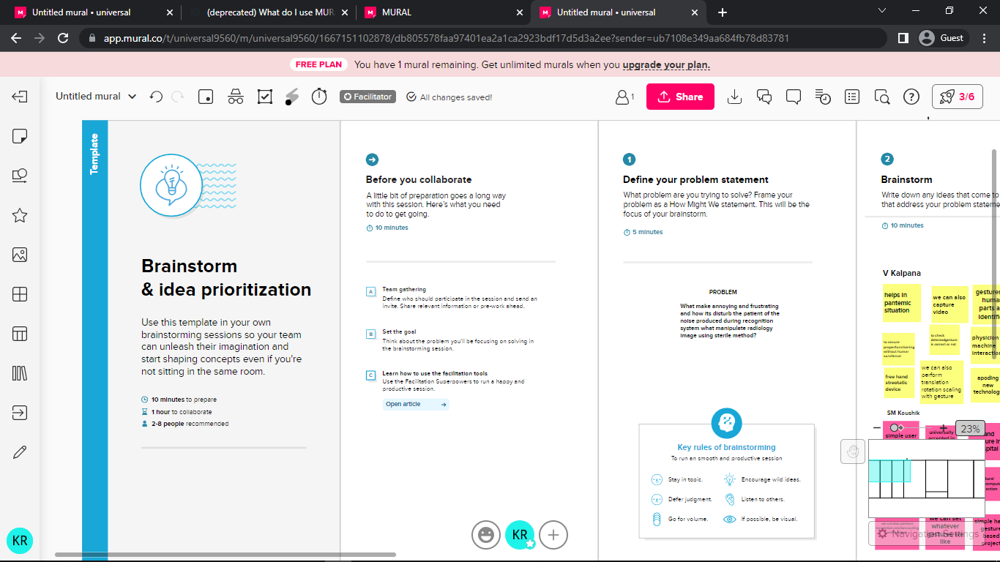 Untitled mural • universal
(deprecated) What do I use MUR
MURAL
Untitled mural • universal
app.mural.co/t/universal9560/m/universal9560/1667151102878/db805578faa97401ea2a1ca2923bdf17d5d3a2ee?sender=ub7108e349aa684fb78d83781
Guest
FREE PLAN You have 1 mural remaining. Get unlimited murals when you upgrade your plan.
Untitled mural
Facilitator
All changes saved!
1
Share
3/6
Template
Brainstorm
& idea prioritization
Use this template in your own
brainstorming sessions so your team
can unleash their imagination and
start shaping concepts even if you're
not sitting in the same room.
10 minutes to prepare
1 hour to collaborate
2-8 people recommended
Before you collaborate
A little bit of preparation goes a long way
with this session. Here's what you need
to do to get going.
10 minutes
A
Team gathering
Define who should participate in the session and send an
invite. Share relevant information or pre-work ahead.
B
Set the goal
Think about the problem you'll be focusing on solving in
the brainstorming session.
C
Learn how to use the facilitation tools
Use the Facilitation Superpowers to run a happy and
productive session.
Open article
1
Define your problem statement
What problem are you trying to solve? Frame your
problem as a How Might We statement. This will be the
focus of your brainstorm.
5 minutes
PROBLEM
What make annoying and frustrating
and how its disturb the patient of the
noise produced during recognition
system what manipulate radiology
image using sterile method?
Key rules of brainstorming
To run an smooth and productive session
Stay in topic.
Encourage wild ideas.
Defer judgment.
Listen to others.
Go for volume.
If possible, be visual.
2
Brainstorm
Write down any ideas that come to
that address your problem stateme
10 minutes
V Kalpana
helps in
pantemic
situation
we can also
capture
video
gestures
huma
parts a
identifi
to secure
properfunctioning
without human
survilence
to check
detectedgesture
is correct or not
physicion
machine
interactio
free hand
streotatic
device
we can also
perform
translation
rotation scaling
with gesture
apoding
new
technolog
SM Koushik
simple user
universally
and
ure in
pital
23%
we can set
whatever
gestures we
like
simple ha
gesture
based
project
Navigation Settings
KR
KR